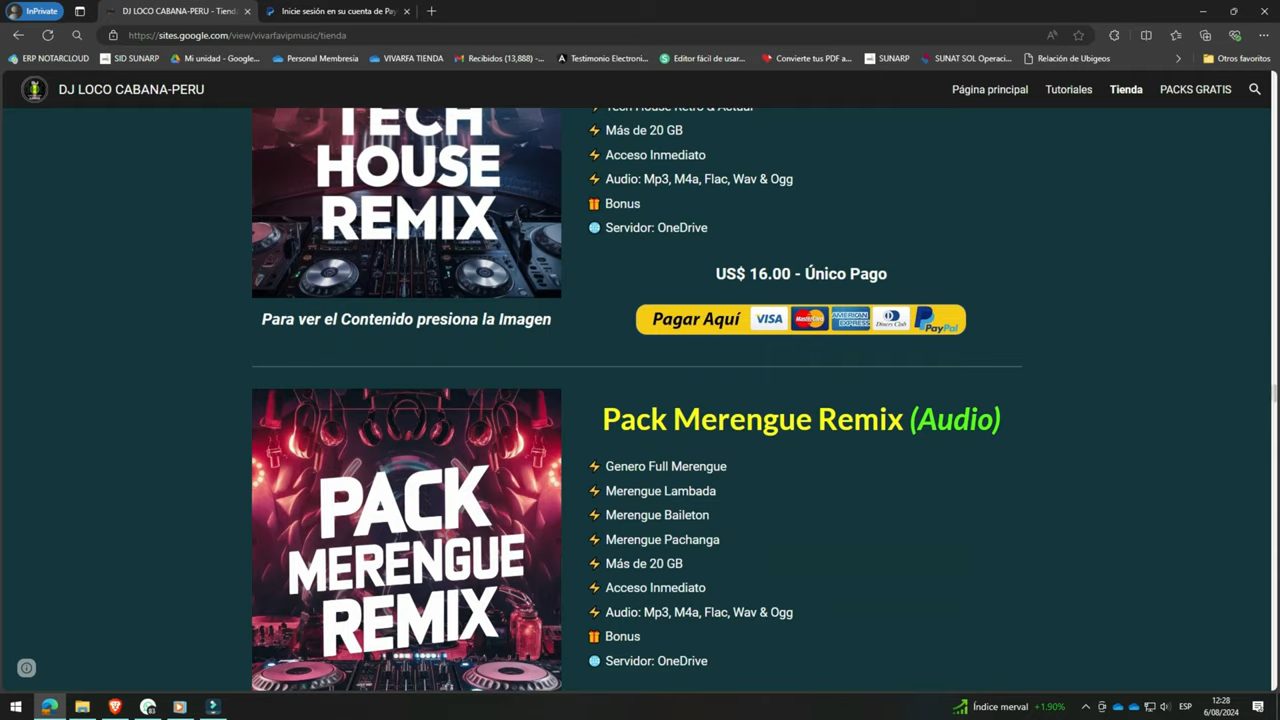 InPrivate
DJ LOCO CABANA-PERU - Tiend
Inicie sesión en su cuenta de Pay
https://sites.google.com/view/vivarfavipmusic/tienda
ERP NOTARCLOUD
SID SUNARP
Mi unidad - Google...
Personal Membresia
VIVARFA TIENDA
Recibidos (13,888) -...
Testimonio Electroni...
Editor fácil de usar...
Convierte tus PDF a...
SUNARP
SUNAT SOL Operaci...
Relación de Ubigeos
Otros favoritos
DJ LOCO CABANA-PERU
Página principal
Tutoriales
Tienda
PACKS GRATIS
TECH
HOUSE
REMIX
Para ver el Contenido presiona la Imagen
Tech House Retro & Actual
Más de 20 GB
Acceso Inmediato
Audio: Mp3, M4a, Flac, Wav & Ogg
Bonus
Servidor: OneDrive
US$ 16.00 - Único Pago
Pagar Aquí VISA MasterCard AMERICAN EXPRESS Diners Club PayPal
PACK
MERENGUE
REMIX
Pack Merengue Remix (Audio)
Genero Full Merengue
Merengue Lambada
Merengue Baileton
Merengue Pachanga
Más de 20 GB
Acceso Inmediato
Audio: Mp3, M4a, Flac, Wav & Ogg
Bonus
Servidor: OneDrive
Índice merval +1.90%
ESP
12:28
6/08/2024